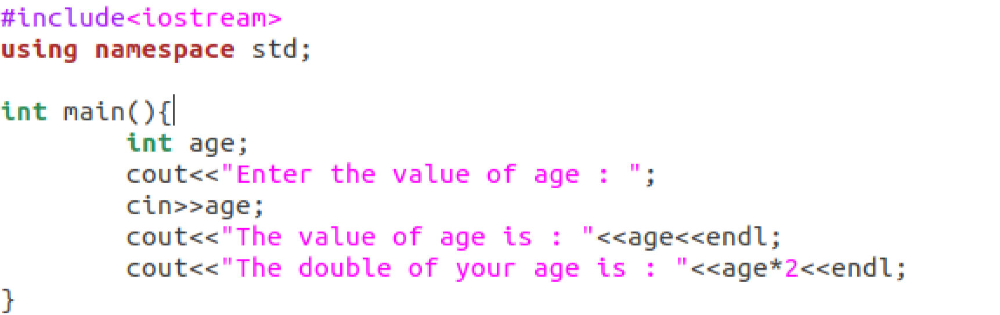 #include<iostream>
using namespace std;

int main(){
        int age;
        cout<<"Enter the value of age : ";
        cin>>age;
        cout<<"The value of age is : "<<age<<endl;
        cout<<"The double of your age is : "<<age*2<<endl;
}